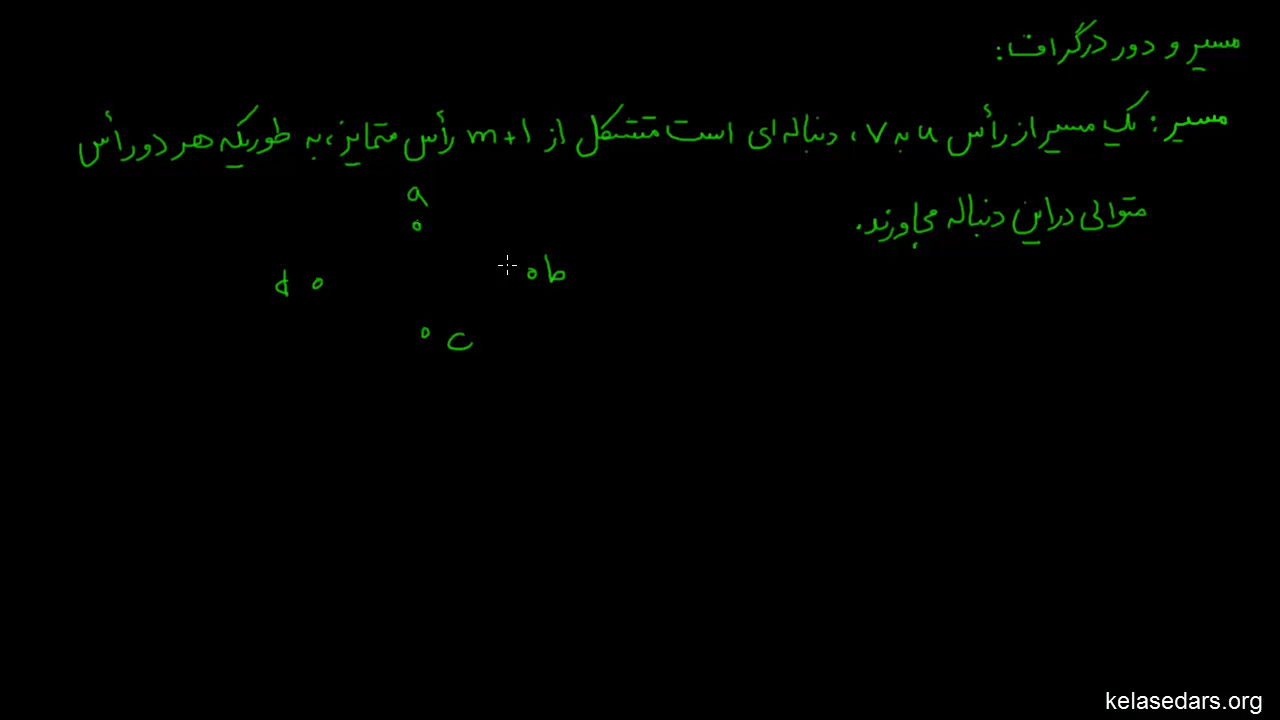 مسیر و دور در گراف:
مسیر: یک مسیر از رأس u به v، دنباله ای است متشکل از m+1 رأس متمایز، به طوریکه هر دو رأس
متوالی در این دنباله مجاورند.
a
b
d
c
kelasedars.org